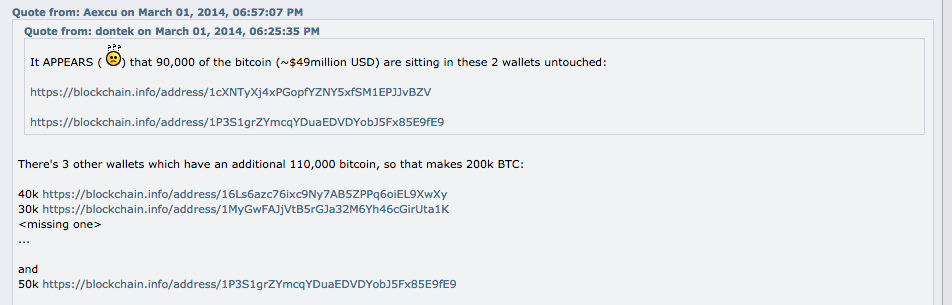 Quote from: Aexcu on March 01, 2014, 06:57:07 PM
Quote from: dontek on March 01, 2014, 06:25:35 PM
???
It APPEARS ( ) that 90,000 of the bitcoin (~$49million USD) are sitting in these 2 wallets untouched:
https://blockchain.info/address/1cXNTyXj4xPGopfYZNY5xfSM1EPJJvBZV
https://blockchain.info/address/1P3S1grZYmcqYDuaEDVDYobJ5Fx85E9fE9
There's 3 other wallets which have an additional 110,000 bitcoin, so that makes 200k BTC:
40k https://blockchain.info/address/16Ls6azc76ixc9Ny7AB5ZPPq6oiEL9XwXy
30k https://blockchain.info/address/1MyGwFAJjVtB5rGJa32M6Yh46cGirUta1K
<missing one>
...
and
50k https://blockchain.info/address/1P3S1grZYmcqYDuaEDVDYobJ5Fx85E9fE9